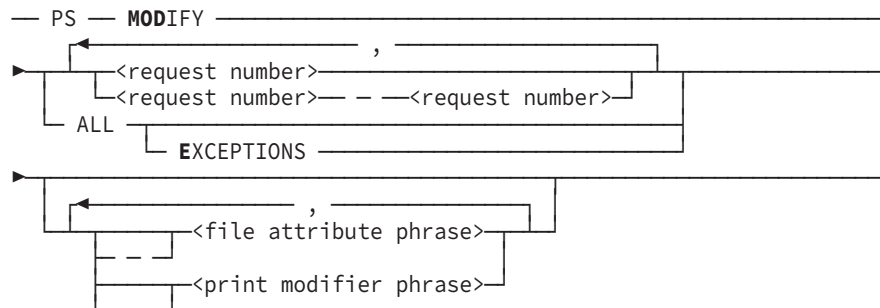 PS — MODIFY
,
<request number>
<request number> — - — <request number>
ALL
EXCEPTIONS
,
<file attribute phrase>
-
<print modifier phrase>